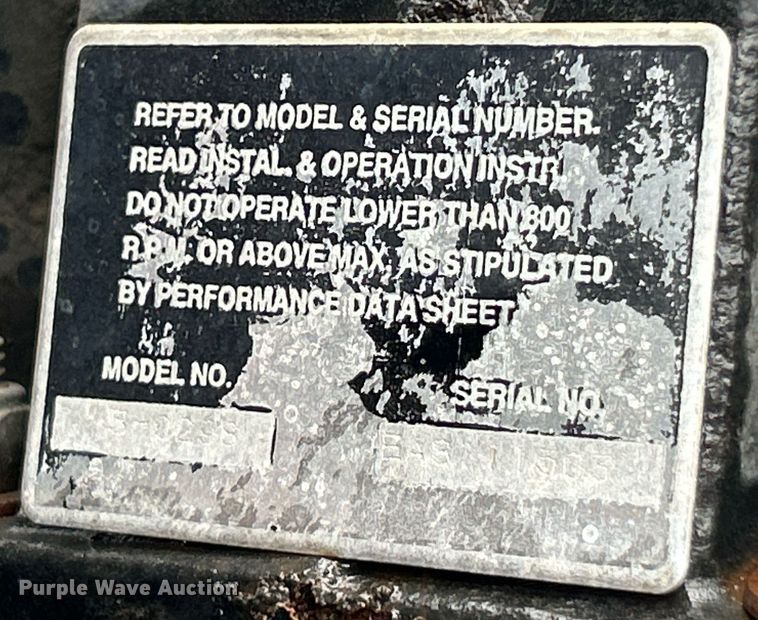 REFER TO MODEL & SERIAL NUMBER.
READ INSTAL. & OPERATION INSTR.
DO NOT OPERATE LOWER THAN 800
R.P.M. OR ABOVE MAX. AS STIPULATED
BY PERFORMANCE DATA SHEET
MODEL NO.
SERIAL NO.
Purple Wave Auction